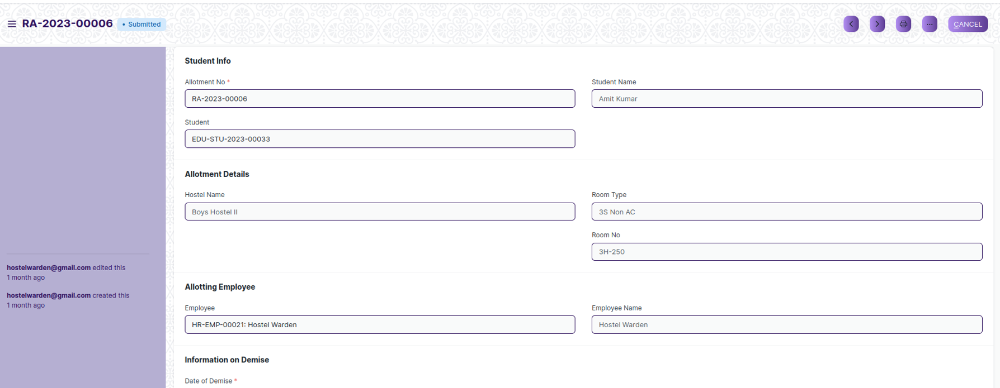 RA-2023-00006
• Submitted
...
CANCEL
Student Info
Allotment No *
RA-2023-00006
Student Name
Amit Kumar
Student
EDU-STU-2023-00033
Allotment Details
Hostel Name
Boys Hostel II
Room Type
3S Non AC
Room No
3H-250
hostelwarden@gmail.com edited this
1 month ago
hostelwarden@gmail.com created this
1 month ago
Allotting Employee
Employee
HR-EMP-00021: Hostel Warden
Employee Name
Hostel Warden
Information on Demise
Date of Demise *